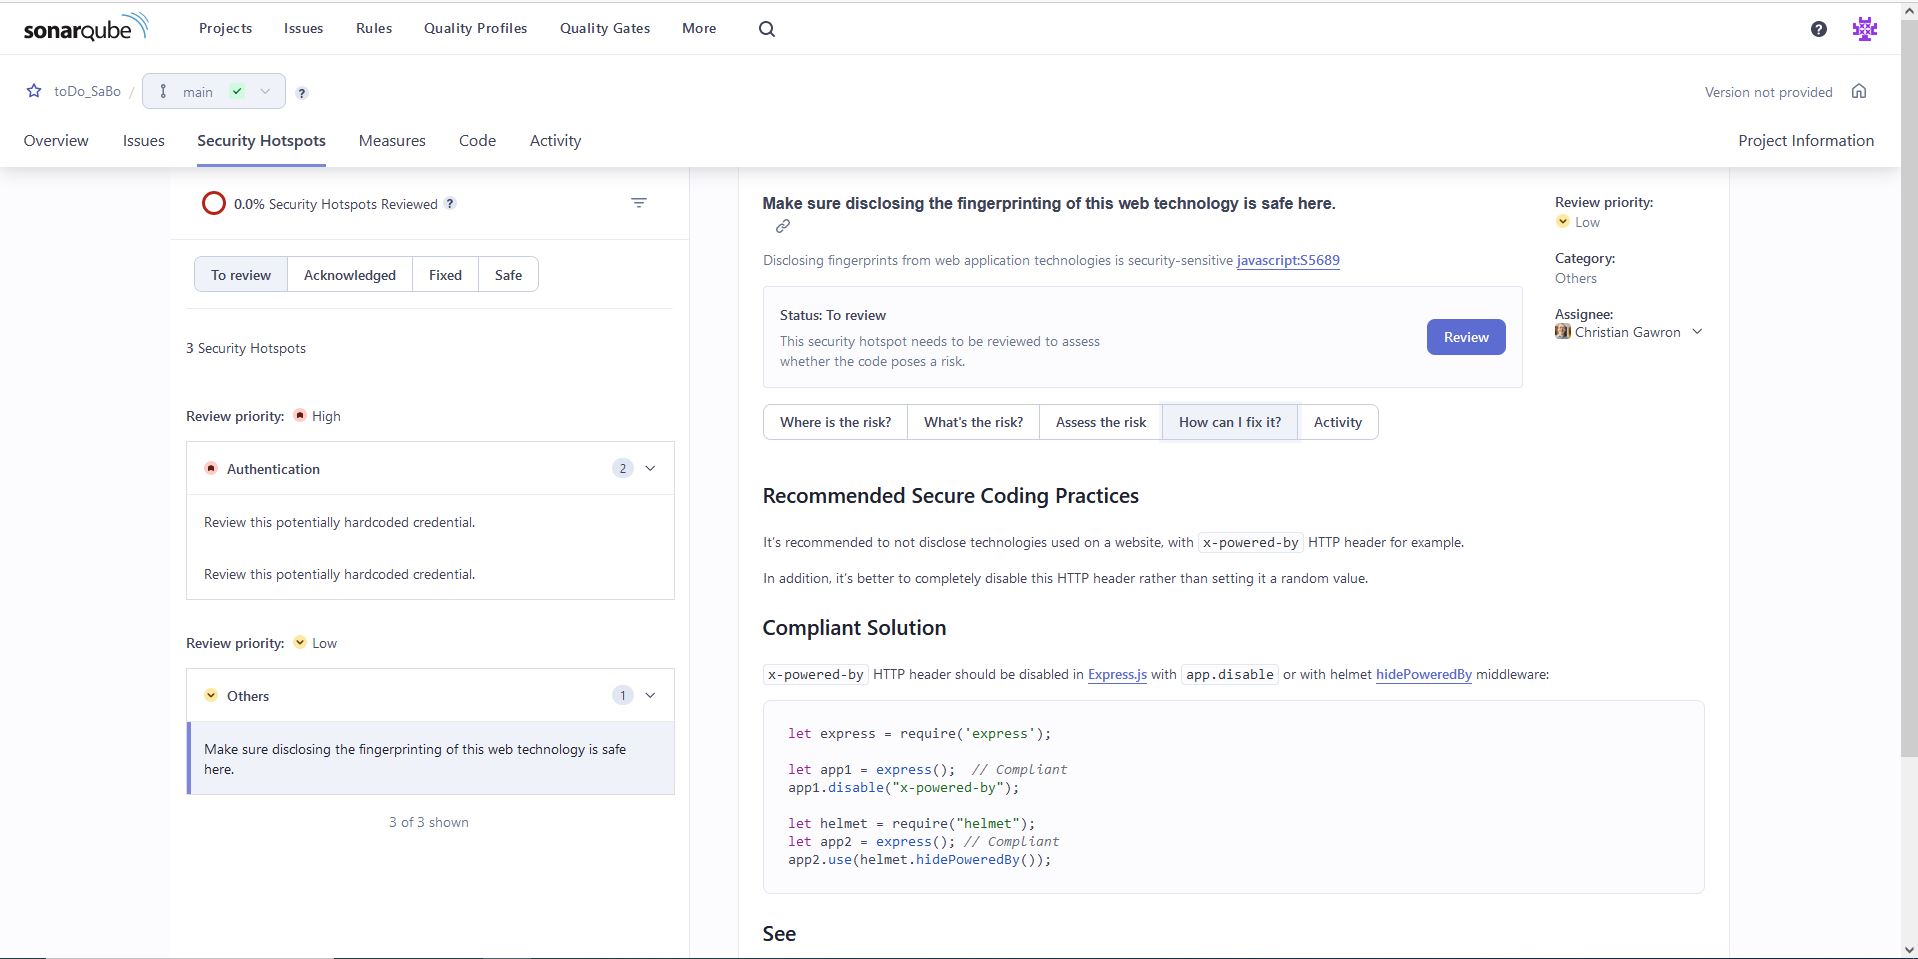 sonarqube Projects Issues Rules Quality Profiles Quality Gates More ?
toDo_SaBo / main ? Version not provided
Overview Issues Security Hotspots Measures Code Activity Project Information
0.0% Security Hotspots Reviewed ?
To review Acknowledged Fixed Safe
3 Security Hotspots
Review priority: High
Authentication 2
Review this potentially hardcoded credential.
Review this potentially hardcoded credential.
Review priority: Low
Others 1
Make sure disclosing the fingerprinting of this web technology is safe
here.
3 of 3 shown
Make sure disclosing the fingerprinting of this web technology is safe here.
Disclosing fingerprints from web application technologies is security-sensitive javascript:S5689
Status: To review
This security hotspot needs to be reviewed to assess
whether the code poses a risk.
Review
Where is the risk? What's the risk? Assess the risk How can I fix it? Activity
Recommended Secure Coding Practices
It's recommended to not disclose technologies used on a website, with x-powered-by HTTP header for example.
In addition, it's better to completely disable this HTTP header rather than setting it a random value.
Compliant Solution
x-powered-by HTTP header should be disabled in Express.js with app.disable or with helmet hidePoweredBy middleware:
let express = require('express');
let app1 = express();  // Compliant
app1.disable("x-powered-by");
let helmet = require("helmet");
let app2 = express(); // Compliant
app2.use(helmet.hidePoweredBy());
See
Review priority:
Low
Category:
Others
Assignee:
Christian Gawron